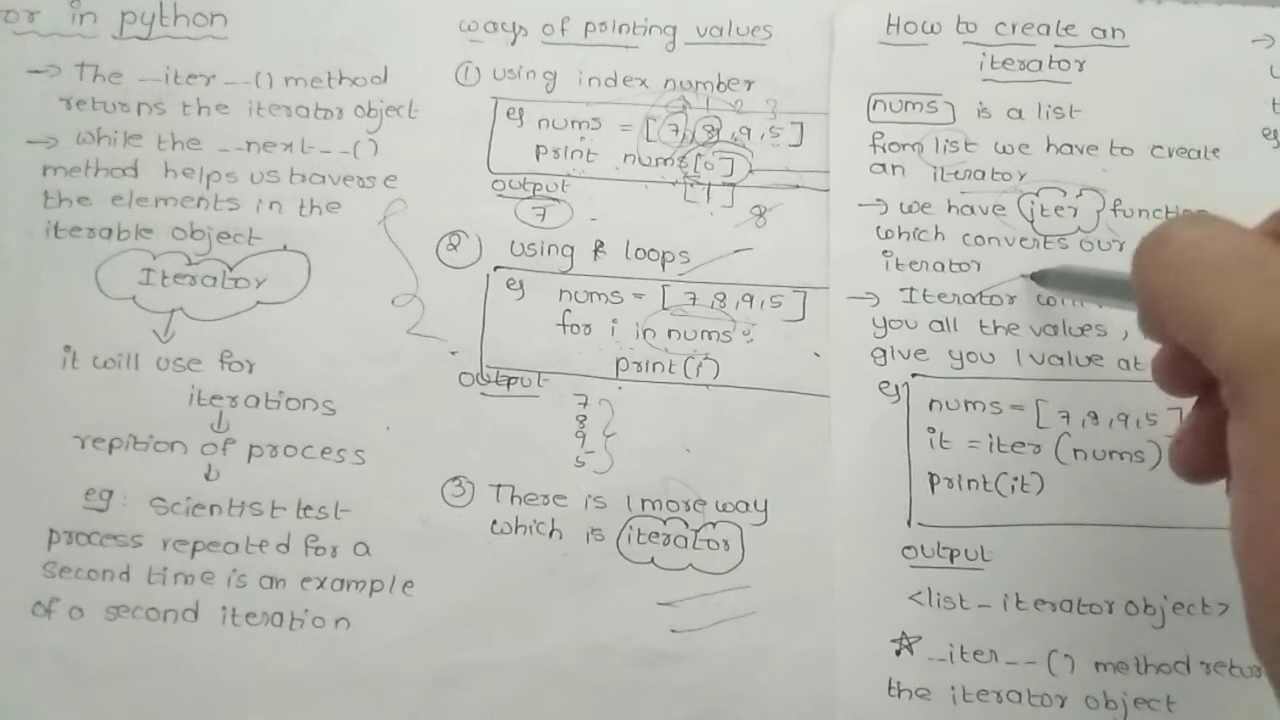 or in python
→ The __iter__() method
returns the iterator object
→ while the __next__()
method helps us traverse
the elements in the
iterable object.
Iterator
it will use for
iterations
repition of process
eg: Scientist test
process repeated for a
second time is an example
of a second iteration
ways of printing values
① using index number
eg nums = [7,8,9,5]
0 1 2 3
print nums[0]
[1]
output
7
8
② using loops
eg nums = [7,8,9,5]
for i in nums:
print(i)
output
7
8
9
5
③ There is 1 more way
which is iterator
How to create an
iterator
nums is a list
from list we have to create
an iterator
→ we have iter function
which converts our
iterator
→ Iterator
you all the values,
give you 1 value at
eg nums = [7,8,9,5]
it = iter(nums)
print(it)
output
<list-iterator object>
☆ __iter__() method retur
the iterator object
→
eg